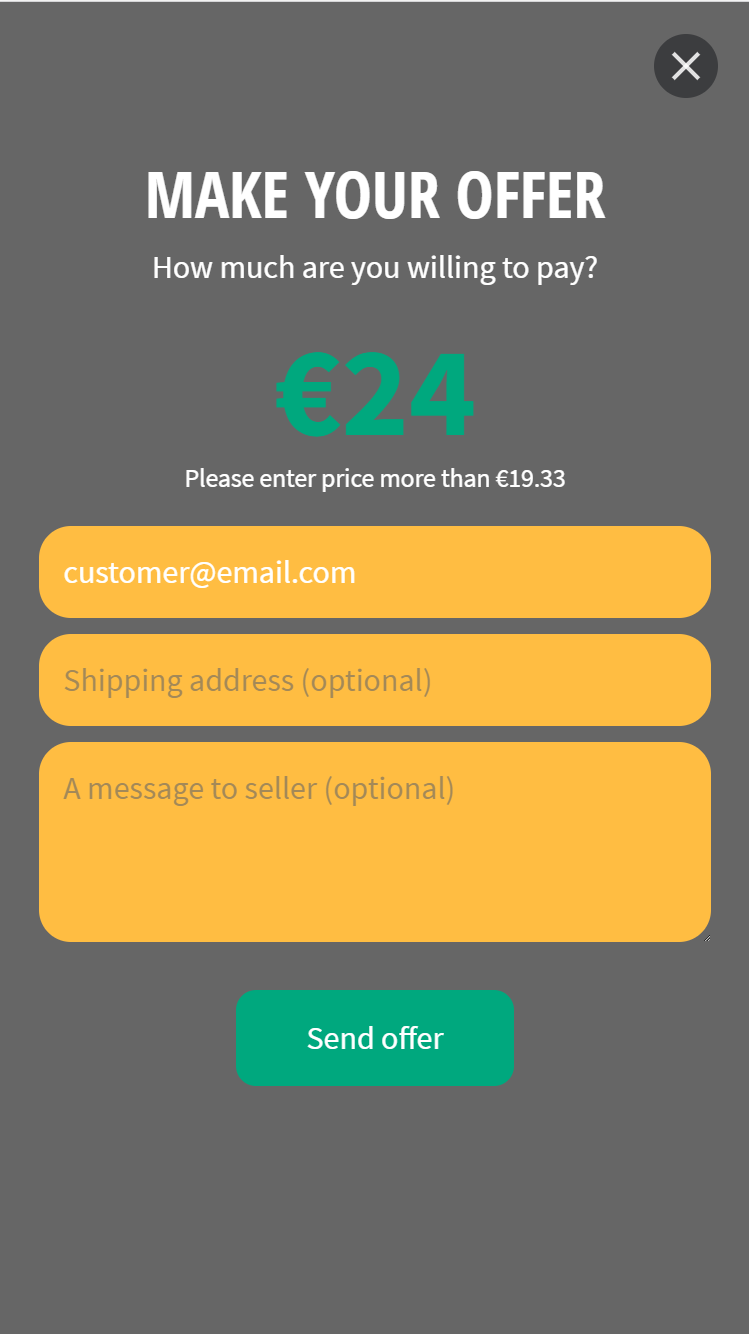 MAKE YOUR OFFER
How much are you willing to pay?
€24
Please enter price more than €19.33
customer@email.com
Shipping address (optional)
A message to seller (optional)
Send offer